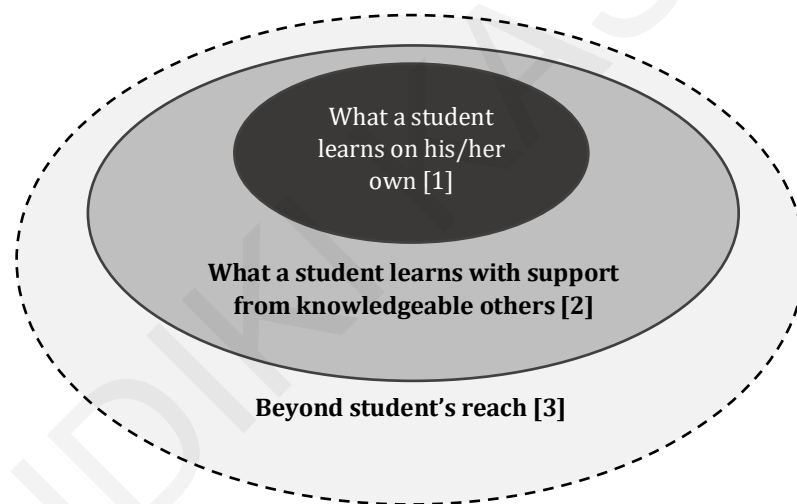 What a student
learns on his/her
own [1]
What a student learns with support
from knowledgeable others [2]
Beyond student's reach [3]